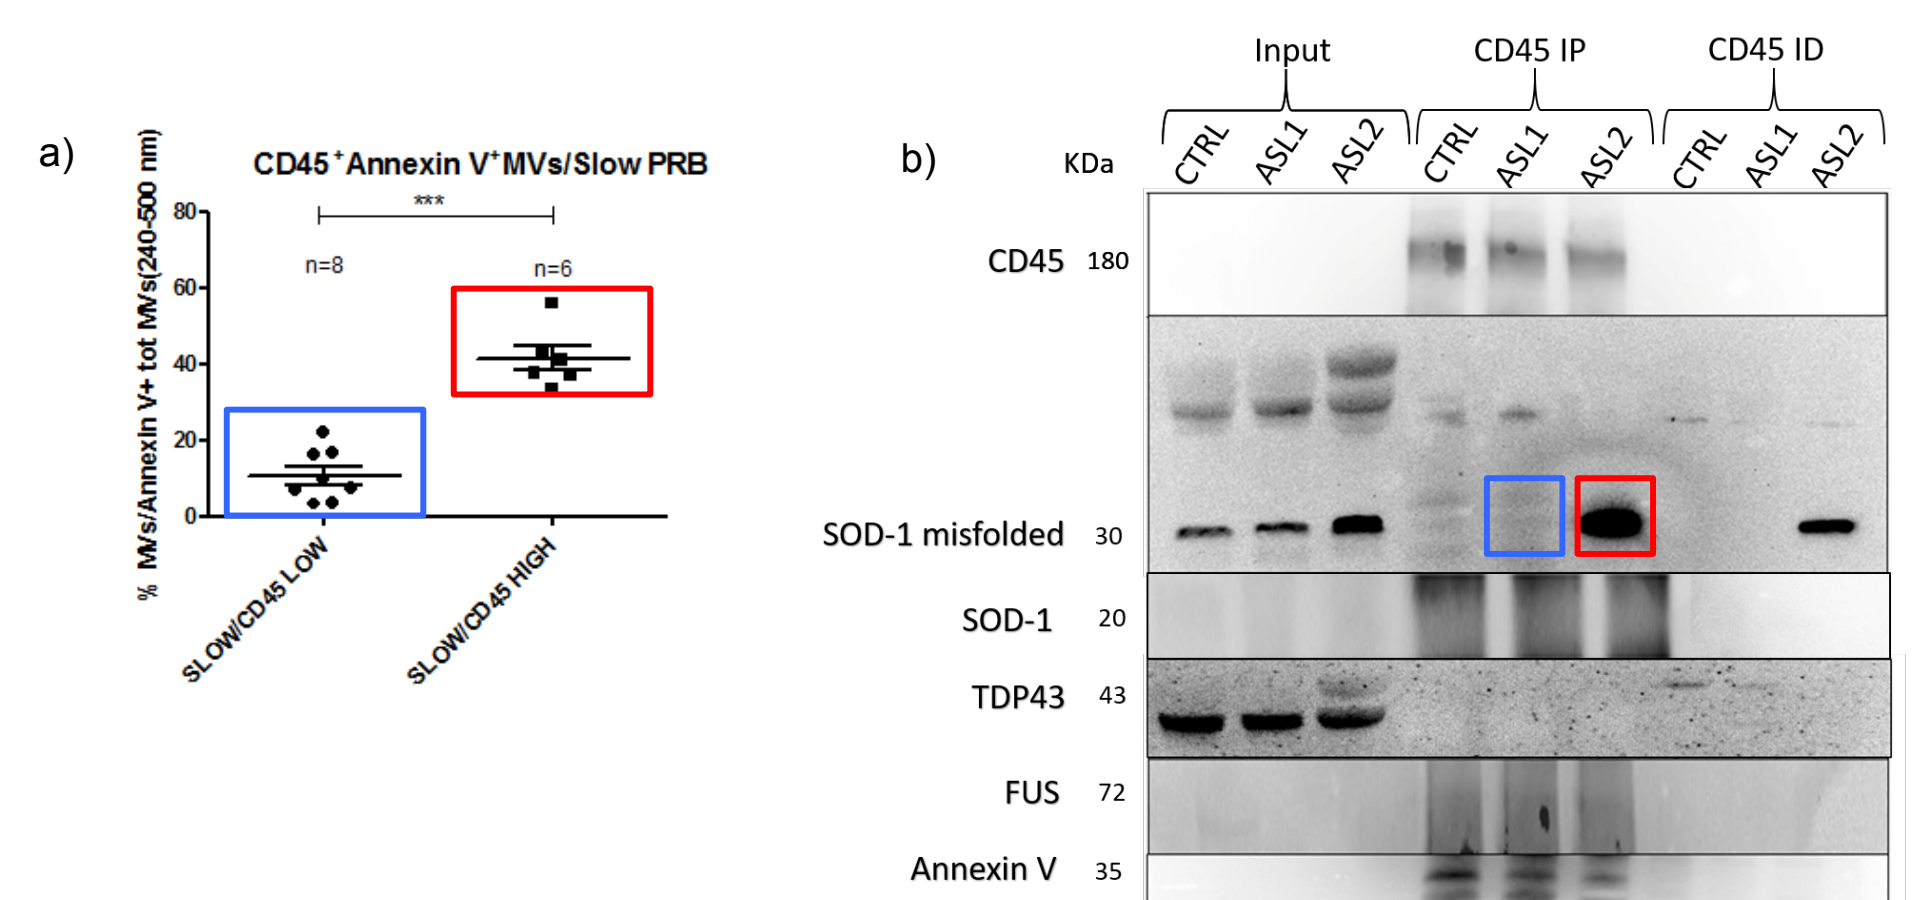 a)
CD45+Annexin V+MVs/Slow PRB
***
n=8
n=6
% MVs/Annexin V+ tot MVs(240-500 nm)
80
60
40
20
0
SLOW/CD45 LOW
SLOW/CD45 HIGH
b)
Input
CD45 IP
CD45 ID
KDa
CTRL
ASL1
ASL2
CTRL
ASL1
ASL2
CTRL
ASL1
ASL2
CD45 180
SOD-1 misfolded 30
SOD-1 20
TDP43 43
FUS 72
Annexin V 35